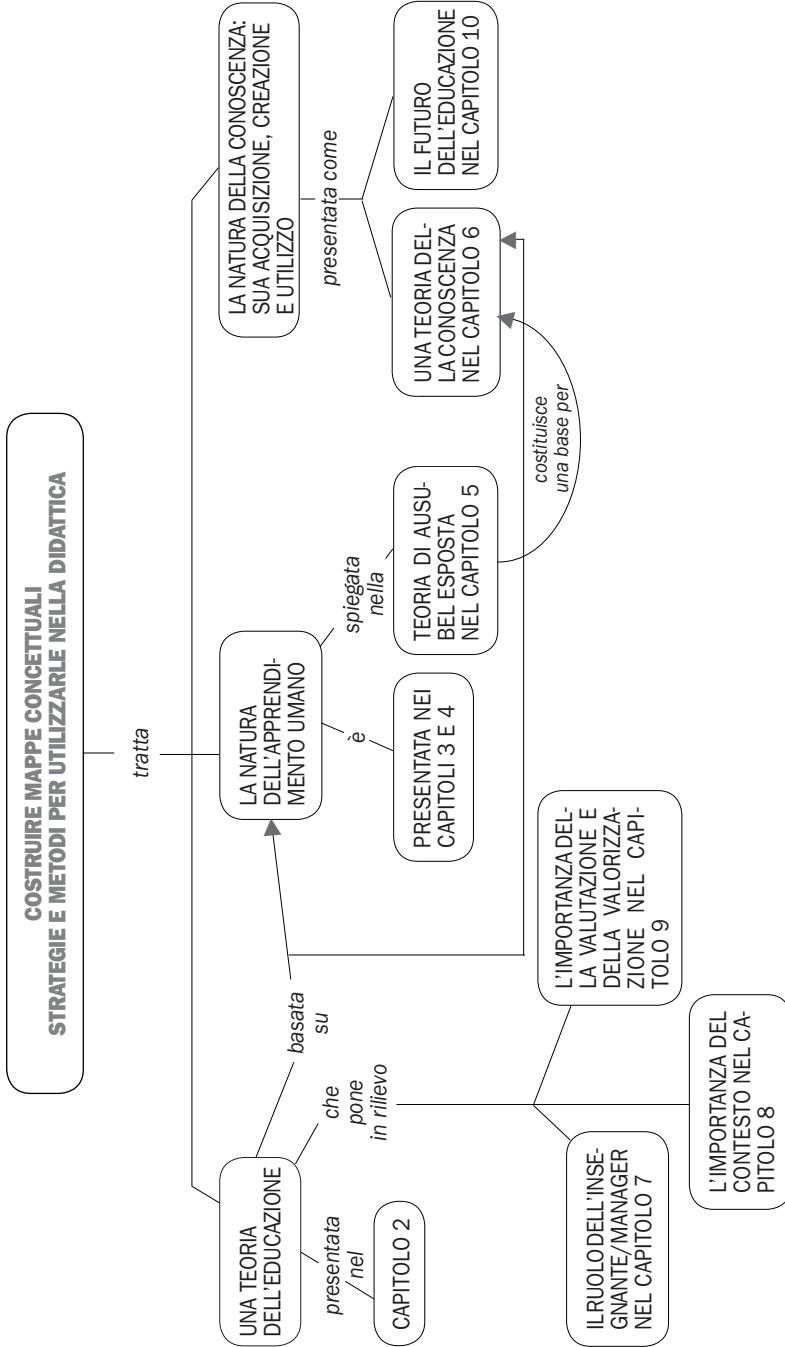 COSTRUIRE MAPPE CONCETTUALI
STRATEGIE E METODI PER UTILIZZARLE NELLA DIDATTICA
tratta
UNA TEORIA
DELL'EDUCAZIONE
LA NATURA
DELL'APPRENDI-
MENTO UMANO
LA NATURA DELLA CONOSCENZA:
SUA ACQUISIZIONE, CREAZIONE
E UTILIZZO
presentata
nel
che
pone
in rilievo
basata
su
è
spiegata
nella
presentata come
CAPITOLO 2
PRESENTATA NEI
CAPITOLI 3 E 4
TEORIA DI AUSU-
BEL ESPOSTA
NEL CAPITOLO 5
UNA TEORIA DEL-
LA CONOSCENZA
NEL CAPITOLO 6
IL FUTURO
DELL'EDUCAZIONE
NEL CAPITOLO 10
costituisce
una base per
IL RUOLO DELL'INSE-
GNANTE/MANAGER
NEL CAPITOLO 7
L'IMPORTANZA DEL-
LA VALUTAZIONE E
DELLA VALORIZZA-
ZIONE NEL CAPI-
TOLO 9
L'IMPORTANZA DEL
CONTESTO NEL CA-
PITOLO 8